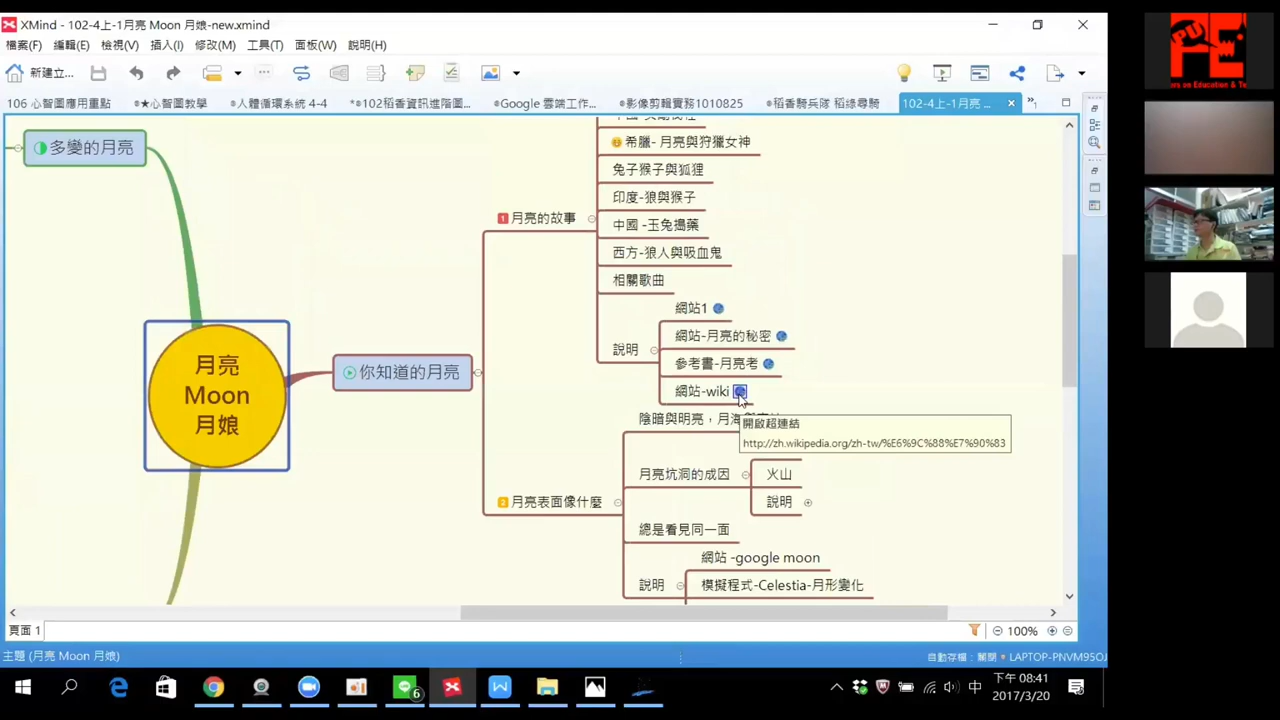 XMind - 102-4上-1月亮 Moon 月娘-new.xmind
檔案(F) 編輯(E) 檢視(V) 插入(I) 修改(M) 工具(T) 面板(W) 說明(H)
新建立...
106 心智圖應用重點 ★心智圖教學 人體循環系統 4-4 *102稻香資訊進階圖... Google 雲端工作... 影像剪輯實務1010825 稻香騎兵隊 稻綠尋騎 102-4上-1月亮 ... »1
多變的月亮
希臘- 月亮與狩獵女神
兔子猴子與狐狸
印度-狼與猴子
1 月亮的故事
中國 -玉兔搗藥
西方-狼人與吸血鬼
相關歌曲
網站1
網站-月亮的秘密
說明
參考書-月亮考
網站-wiki
月亮
Moon
月娘
你知道的月亮
陰暗與明亮，月海
開啟超連結
http://zh.wikipedia.org/zh-tw/%E6%9C%88%E7%90%83
月亮坑洞的成因
火山
2 月亮表面像什麼
說明
總是看見同一面
網站 -google moon
說明
模擬程式-Celestia-月形變化
頁面 1
100%
主題 (月亮 Moon 月娘)
自動存檔：關閉 LAPTOP-PNVM95OJ
6
中
下午 08:41
2017/3/20
PU
E
ors on Education & Te